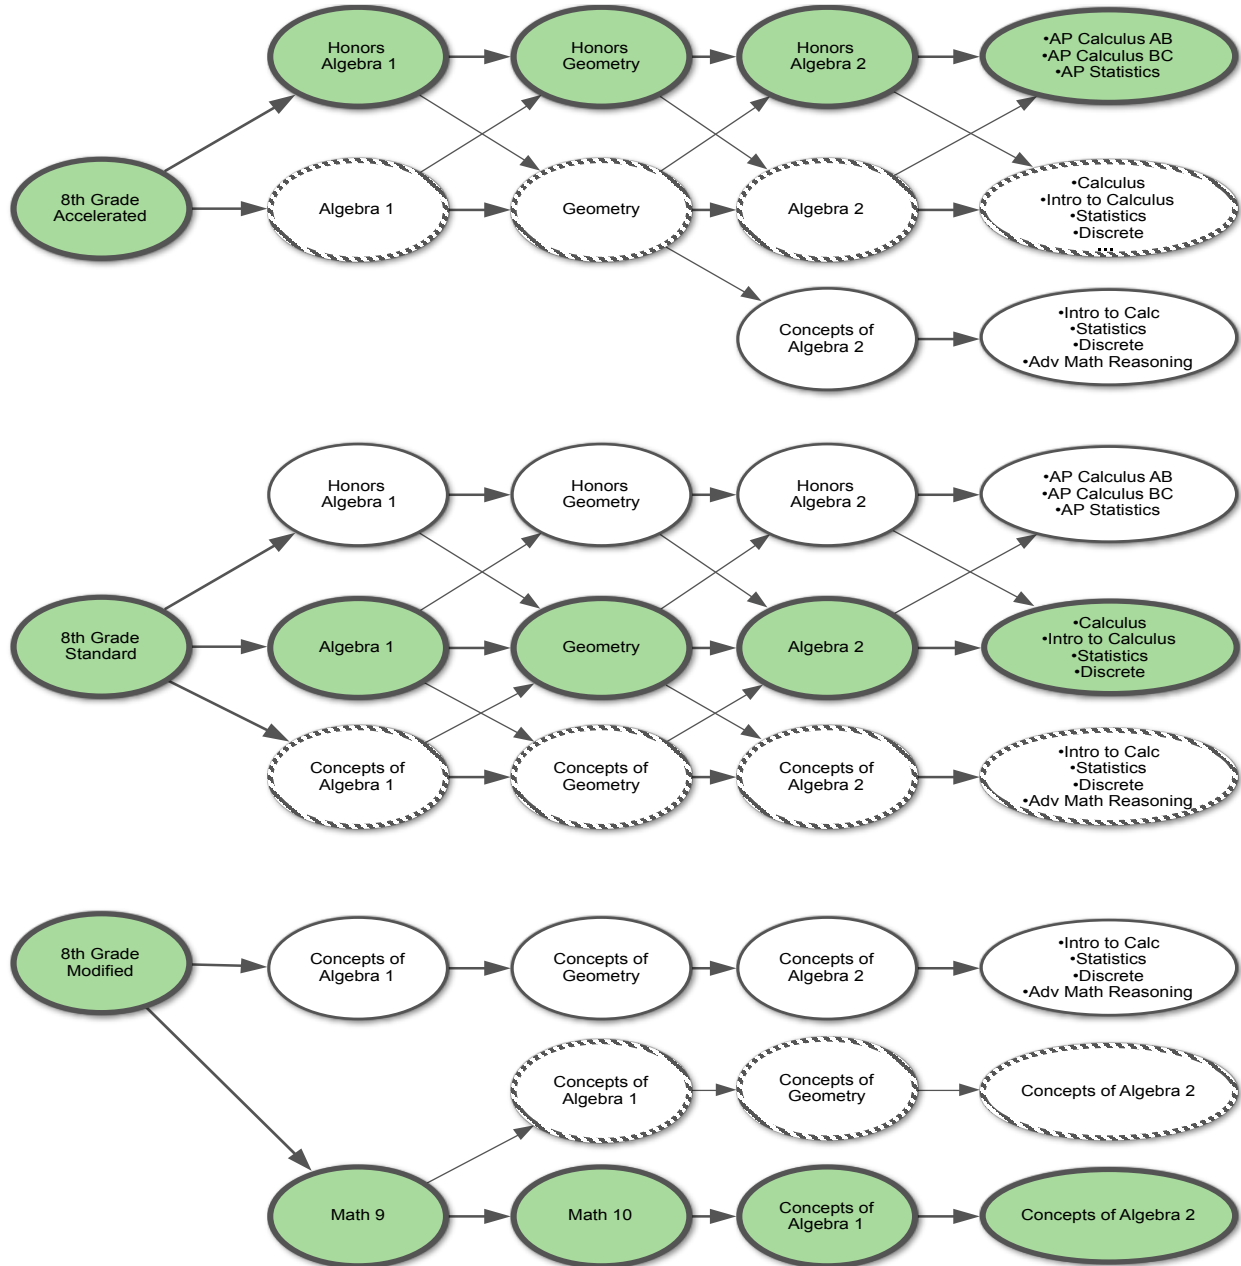 Honors
Algebra 1
Honors
Geometry
Honors
Algebra 2
•AP Calculus AB
•AP Calculus BC
•AP Statistics
8th Grade
Accelerated
Algebra 1
Geometry
Algebra 2
•Calculus
•Intro to Calculus
•Statistics
•Discrete
...
Concepts of
Algebra 2
•Intro to Calc
•Statistics
•Discrete
•Adv Math Reasoning
Honors
Algebra 1
Honors
Geometry
Honors
Algebra 2
•AP Calculus AB
•AP Calculus BC
•AP Statistics
8th Grade
Standard
Algebra 1
Geometry
Algebra 2
•Calculus
•Intro to Calculus
•Statistics
•Discrete
Concepts of
Algebra 1
Concepts of
Geometry
Concepts of
Algebra 2
•Intro to Calc
•Statistics
•Discrete
•Adv Math Reasoning
8th Grade
Modified
Concepts of
Algebra 1
Concepts of
Geometry
Concepts of
Algebra 2
•Intro to Calc
•Statistics
•Discrete
•Adv Math Reasoning
Concepts of
Algebra 1
Concepts of
Geometry
Concepts of Algebra 2
Math 9
Math 10
Concepts of
Algebra 1
Concepts of Algebra 2